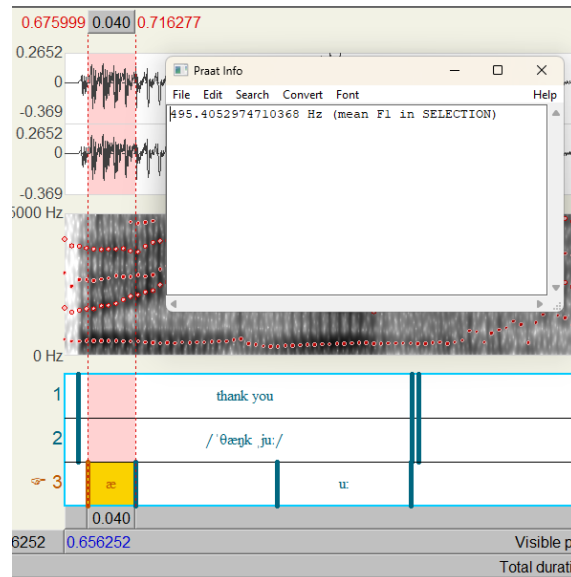 0.675999 0.040 0.716277
0.2652
0
-0.369
0.2652
0
-0.369
5000 Hz
0 Hz
Praat Info
File Edit Search Convert Font Help
495.4052974710368 Hz (mean F1 in SELECTION)
1 thank you
2 /ˈθæŋk ˌjuː/
☞ 3 æ uː
0.040
6252 0.656252 Visible p
Total durati